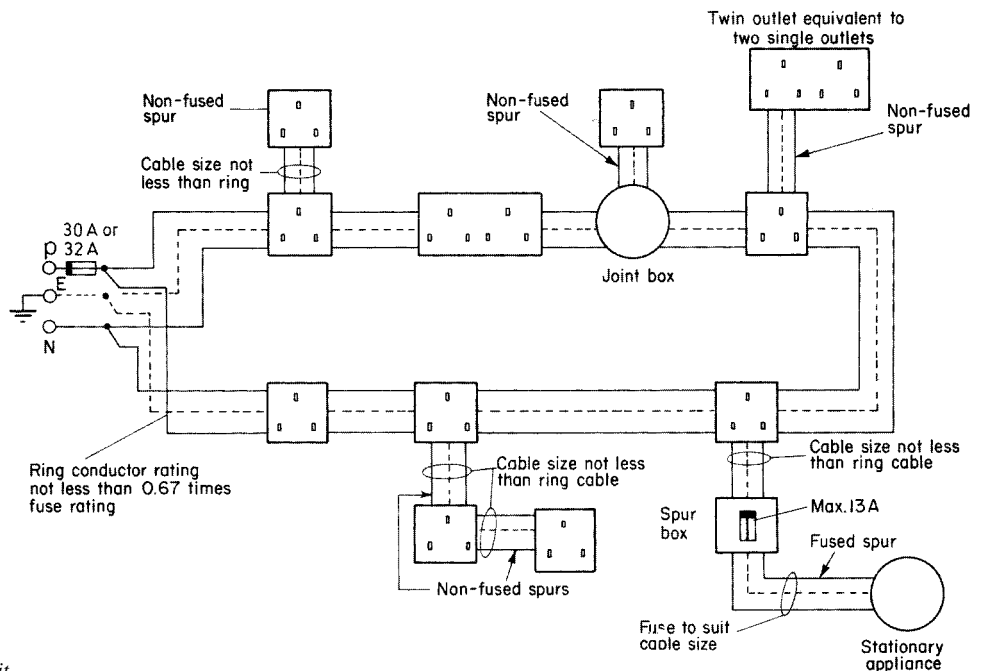 Twin outlet equivalent to
two single outlets
Non-fused
spur
Non-fused
spur
Non-fused
spur
Cable size not
less than ring
30 A or
32 A
P
E
N
Joint box
Ring conductor rating
not less than 0.67 times
fuse rating
Cable size not less
than ring cable
Non-fused spurs
Cable size not less
than ring cable
Spur
box
Max. 13 A
Fused spur
Fuse to suit
cable size
Stationary
appliance